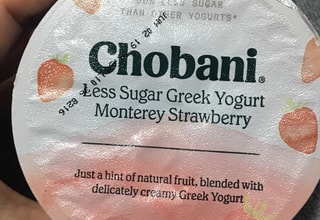 LESS SUGAR
THAN OTHER YOGURTS*
Chobani®
Less Sugar Greek Yogurt
Monterey Strawberry
Just a hint of natural fruit, blended with
delicately creamy Greek Yogurt